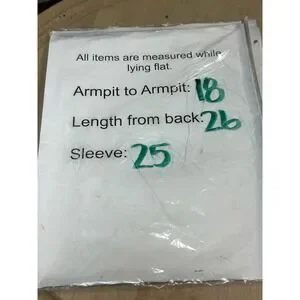 All items are measured while
lying flat.
Armpit to Armpit: 18
Length from back: 26
Sleeve: 25